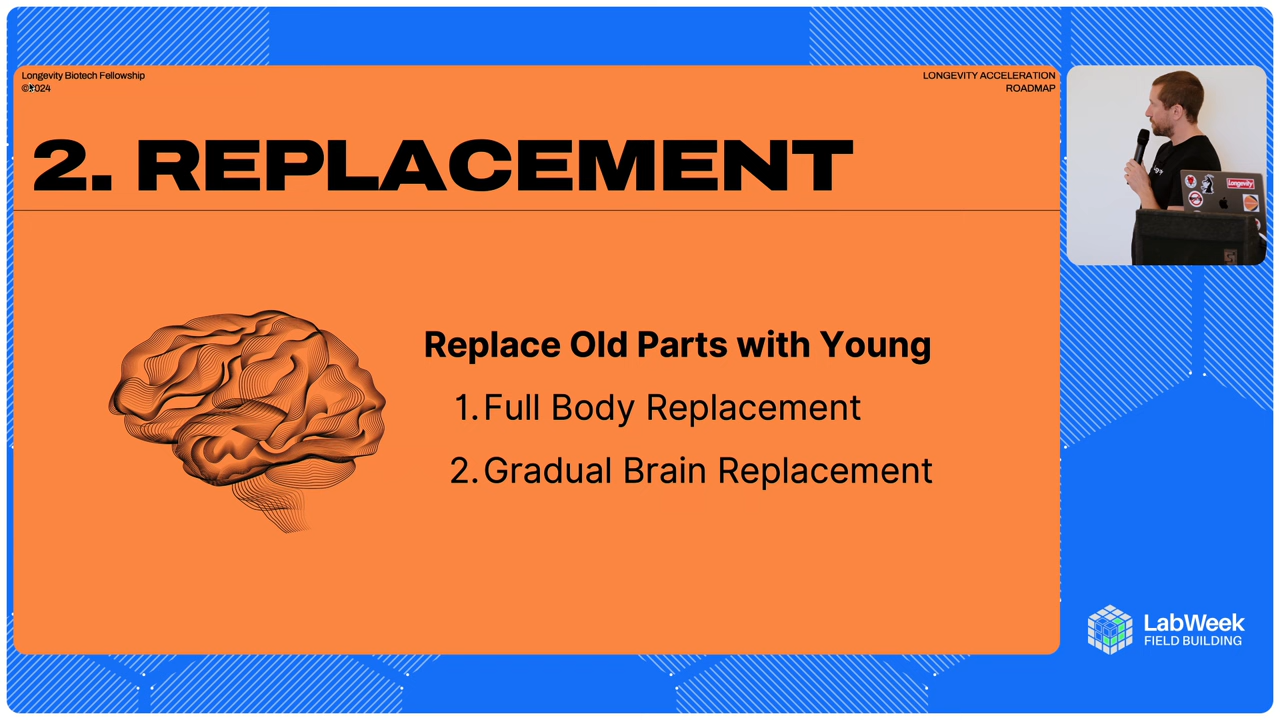 Longevity Biotech Fellowship
©2024
LONGEVITY ACCELERATION
ROADMAP
2. REPLACEMENT
Replace Old Parts with Young
1. Full Body Replacement
2. Gradual Brain Replacement
Longevity
LabWeek
FIELD BUILDING